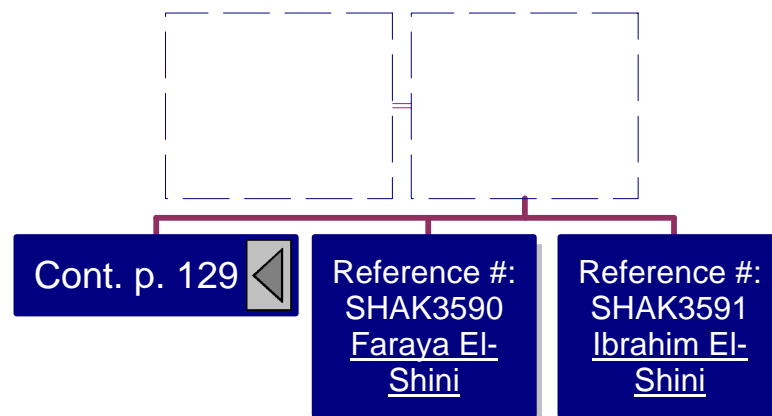 Cont. p. 129
Reference #:
SHAK3590
Faraya El-
Shini
Reference #:
SHAK3591
Ibrahim El-
Shini